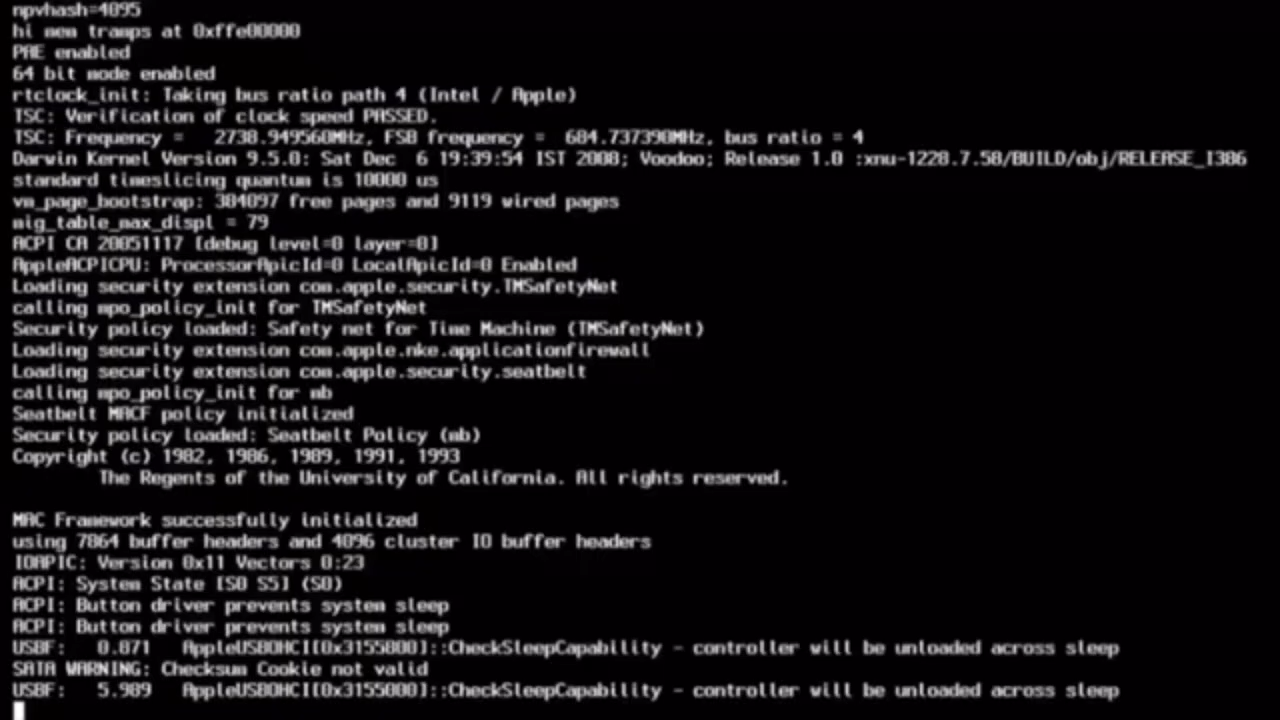 npvhash=4095
hi mem tramps at 0xffe00000
PAE enabled
64 bit mode enabled
rtclock_init: Taking bus ratio path 4 (Intel / Apple)
TSC: Verification of clock speed PASSED.
TSC: Frequency =   2738.949560MHz, FSB frequency =  684.737390MHz, bus ratio = 4
Darwin Kernel Version 9.5.0: Sat Dec  6 19:39:54 IST 2008; Voodoo; Release 1.0 :xnu-1228.7.58/BUILD/obj/RELEASE_I386
standard timeslicing quantum is 10000 us
vm_page_bootstrap: 384097 free pages and 9119 wired pages
mig_table_max_displ = 79
ACPI CA 20051117 [debug level=0 layer=0]
AppleACPICPU: ProcessorApicId=0 LocalApicId=0 Enabled
Loading security extension com.apple.security.TMSafetyNet
calling mpo_policy_init for TMSafetyNet
Security policy loaded: Safety net for Time Machine (TMSafetyNet)
Loading security extension com.apple.nke.applicationfirewall
Loading security extension com.apple.security.seatbelt
calling mpo_policy_init for mb
Seatbelt MACF policy initialized
Security policy loaded: Seatbelt Policy (mb)
Copyright (c) 1982, 1986, 1989, 1991, 1993
The Regents of the University of California. All rights reserved.
MAC Framework successfully initialized
using 7864 buffer headers and 4096 cluster IO buffer headers
IOAPIC: Version 0x11 Vectors 0:23
ACPI: System State [S0 S5] (S0)
ACPI: Button driver prevents system sleep
ACPI: Button driver prevents system sleep
USBF:   0.871   AppleUSBOHCI[0x3155800]::CheckSleepCapability - controller will be unloaded across sleep
SATA WARNING: Checksum Cookie not valid
USBF:   5.989   AppleUSBOHCI[0x3155000]::CheckSleepCapability - controller will be unloaded across sleep